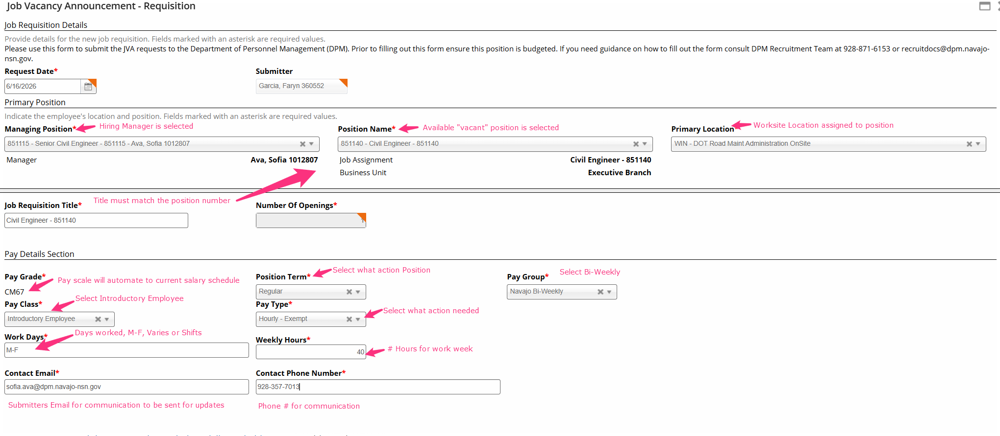 Job Vacancy Announcement - Requisition
Job Requisition Details
Provide details for the new job requisition. Fields marked with an asterisk are required values.
Please use this form to submit the JVA requests to the Department of Personnel Management (DPM). Prior to filling out this form ensure this position is budgeted. If you need guidance on how to fill out the form consult DPM Recruitment Team at 928-871-6153 or recruitdocs@dpm.navajo-
nsn.gov.
Request Date* Submitter
6/16/2026 Garcia, Faryn 360552
Primary Position
Indicate the employee's location and position. Fields marked with an asterisk are required values.
Managing Position* Hiring Manager is selected Position Name* Available "vacant" position is selected Primary Location* Worksite Location assigned to position
851115 - Senior Civil Engineer - 851115 - Ava, Sofia 1012807 851140 - Civil Engineer - 851140 WIN - DOT Road Maint Administration OnSite
Manager Ava, Sofia 1012807 Job Assignment Civil Engineer - 851140
Business Unit Executive Branch
Job Requisition Title* Title must match the position number Number Of Openings*
Civil Engineer - 851140 1
Pay Details Section
Pay Grade* Pay scale will automate to current salary schedule Position Term* Select what action Position Pay Group* Select Bi-Weekly
CM67 Regular Navajo Bi-Weekly
Pay Class* Select Introductory Employee Pay Type* Select what action needed
Introductory Employee Hourly - Exempt
Work Days* Days worked, M-F, Varies or Shifts Weekly Hours* # Hours for work week
M-F 40
Contact Email* Contact Phone Number*
sofia.ava@dpm.navajo-nsn.gov 928-357-7013
Submitters Email for communication to be sent for updates Phone # for communication